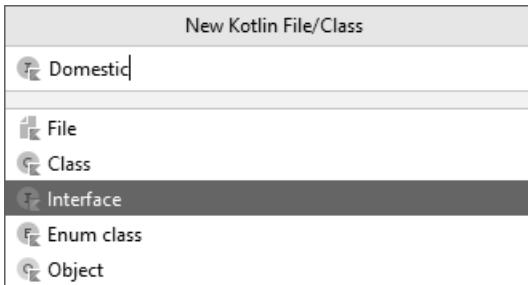 New Kotlin File/Class
Domestic
File
Class
Interface
Enum class
Object